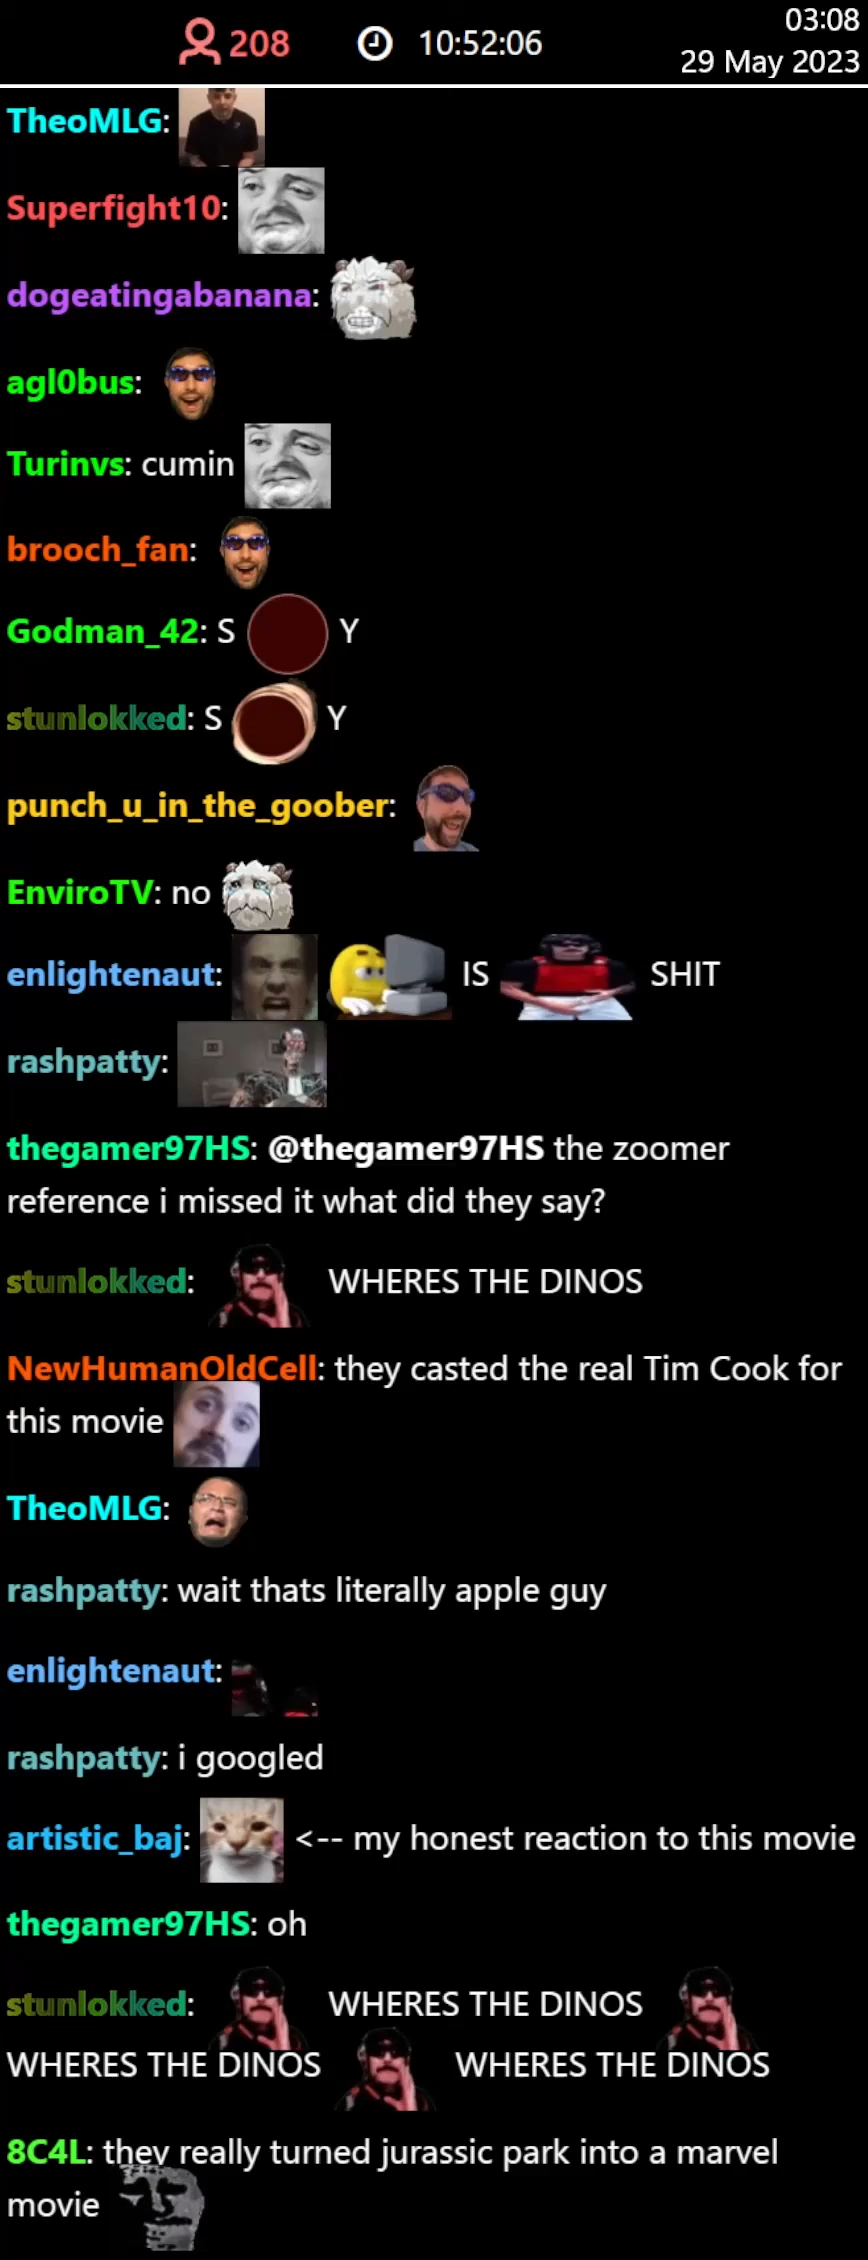 208
10:52:06
03:08
29 May 2023
TheoMLG:
Superfight10:
dogeatingabanana:
agl0bus:
Turinvs: cumin
brooch_fan:
Godman_42: S Y
stunlokked: S Y
punch_u_in_the_goober:
EnviroTV: no
enlightenaut: IS SHIT
rashpatty:
thegamer97HS: @thegamer97HS the zoomer
reference i missed it what did they say?
stunlokked: WHERES THE DINOS
NewHumanOldCell: they casted the real Tim Cook for
this movie
TheoMLG:
rashpatty: wait thats literally apple guy
enlightenaut:
rashpatty: i googled
artistic_baj: <-- my honest reaction to this movie
thegamer97HS: oh
stunlokked: WHERES THE DINOS
WHERES THE DINOS WHERES THE DINOS
8C4L: they really turned jurassic park into a marvel
movie